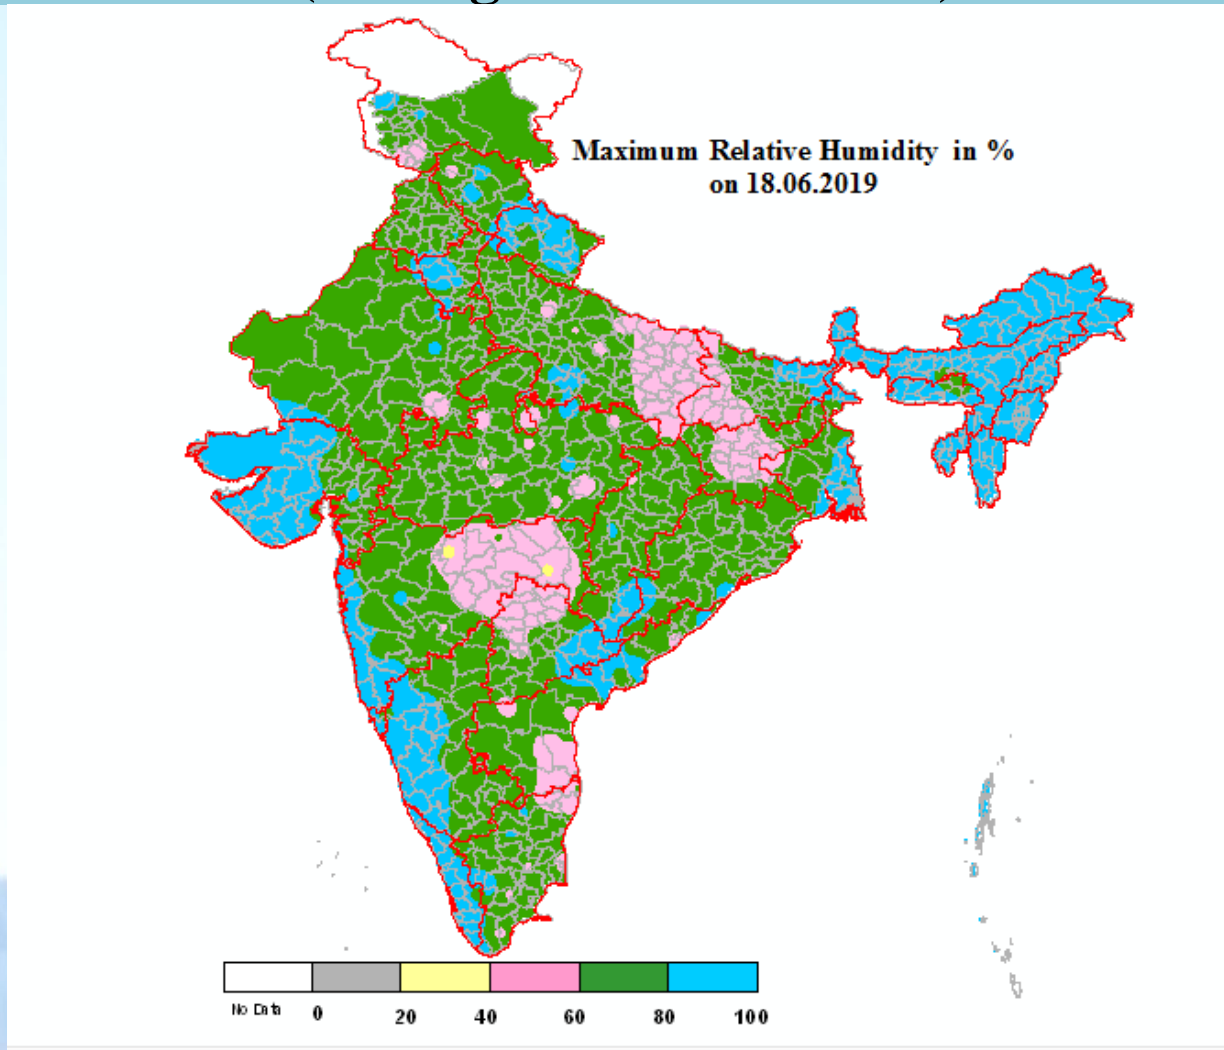 Maximum Relative Humidity in %
on 18.06.2019
No Data 0 20 40 60 80 100